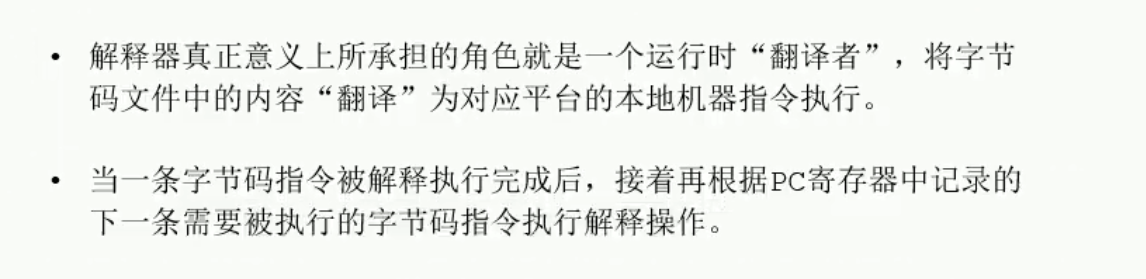 • 解释器真正意义上所承担的角色就是一个运行时“翻译者”，将字节
码文件中的内容“翻译”为对应平台的本地机器指令执行。
• 当一条字节码指令被解释执行完成后，接着再根据PC寄存器中记录的
下一条需要被执行的字节码指令执行解释操作。